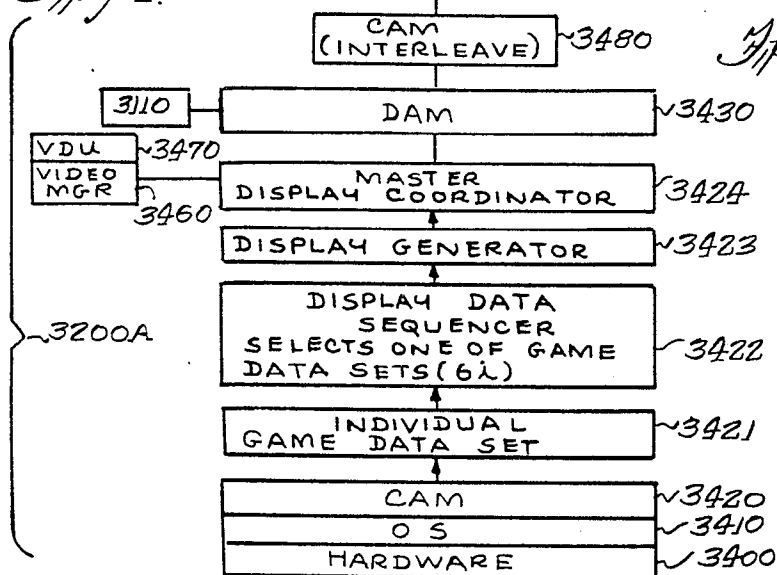 CAM
(INTERLEAVE)
3480
3110
DAM
3430
VDU
3470
VIDEO
MGR
3460
MASTER
DISPLAY COORDINATOR
3424
DISPLAY GENERATOR
3423
DISPLAY DATA
SEQUENCER
SELECTS ONE OF GAME
DATA SETS (Gi)
3422
3200A
INDIVIDUAL
GAME DATA SET
3421
CAM
3420
OS
3410
HARDWARE
3400